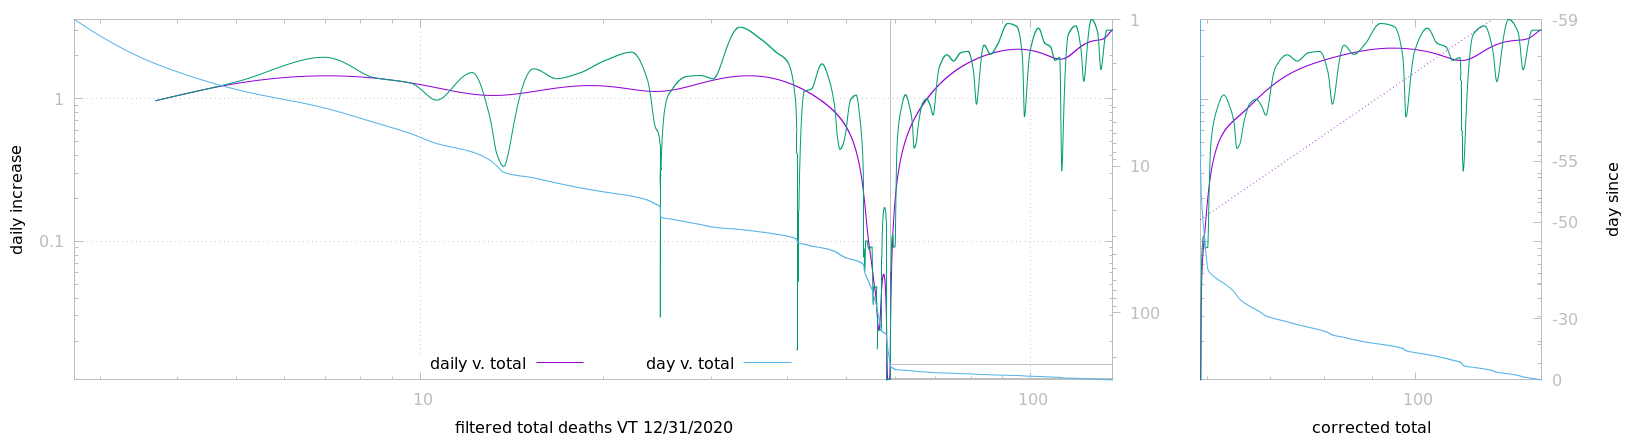 1
-59
1
10
-55
daily increase
day since
-50
0.1
100
-30
daily v. total
day v. total
0
10
100
100
filtered total deaths VT 12/31/2020
corrected total